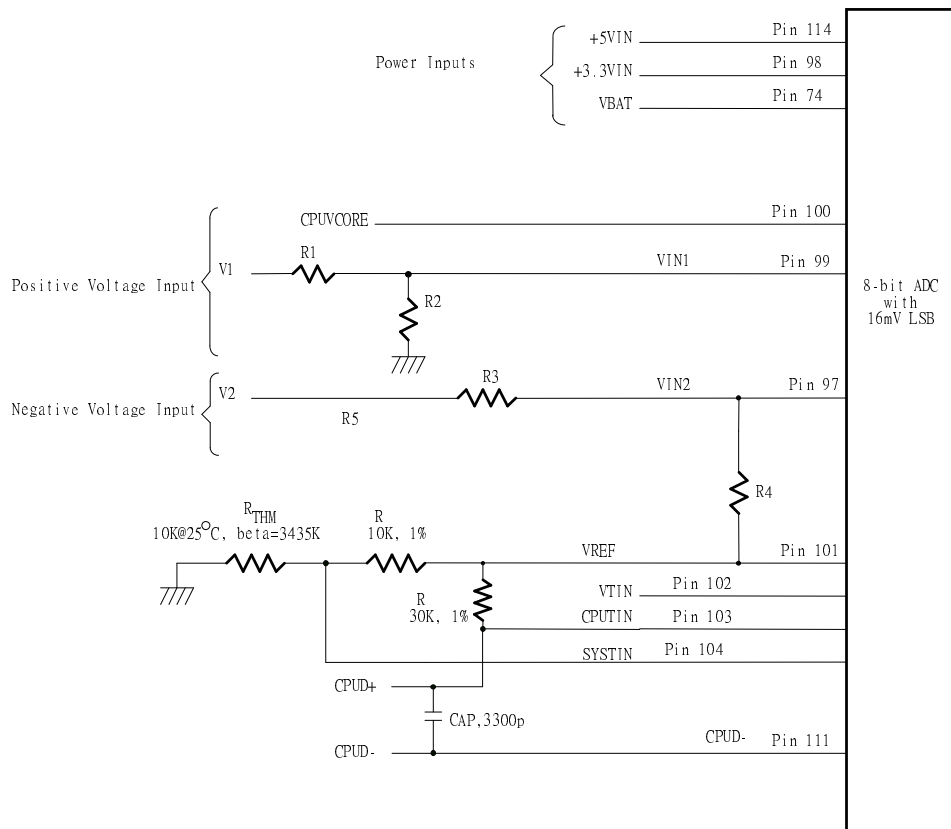 Power Inputs
+5VIN
Pin 114
+3.3VIN
Pin 98
VBAT
Pin 74
CPUVCORE
Pin 100
Positive Voltage Input
V1
R1
VIN1
Pin 99
R2
8-bit ADC
with
16mV LSB
Negative Voltage Input
V2
R3
VIN2
Pin 97
R5
R4
RTHM
10K@25°C, beta=3435K
R
10K, 1%
VREF
Pin 101
R
30K, 1%
VTIN
Pin 102
CPUTIN
Pin 103
SYSTIN
Pin 104
CPUD+
CAP,3300p
CPUD-
CPUD-
Pin 111